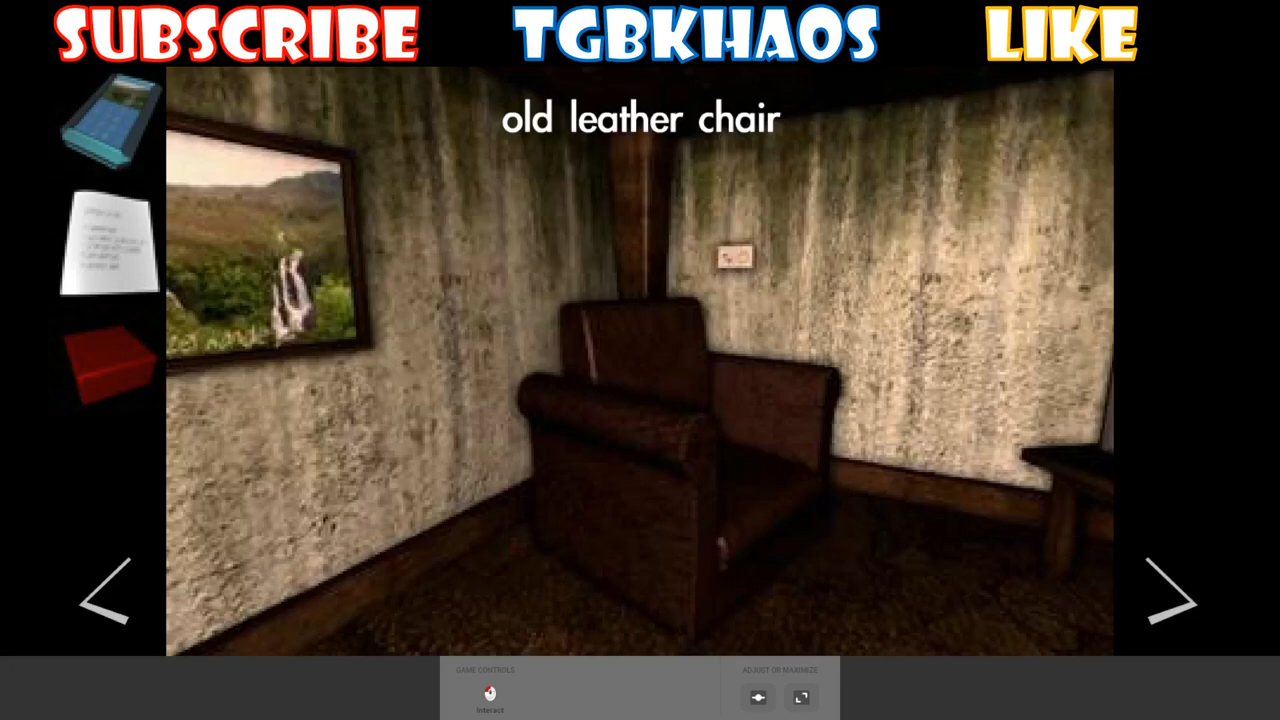 SUBSCRIBE TGBKHAOS LIKE
old leather chair
GAME CONTROLS ADJUST OR MAXIMIZE
Interact